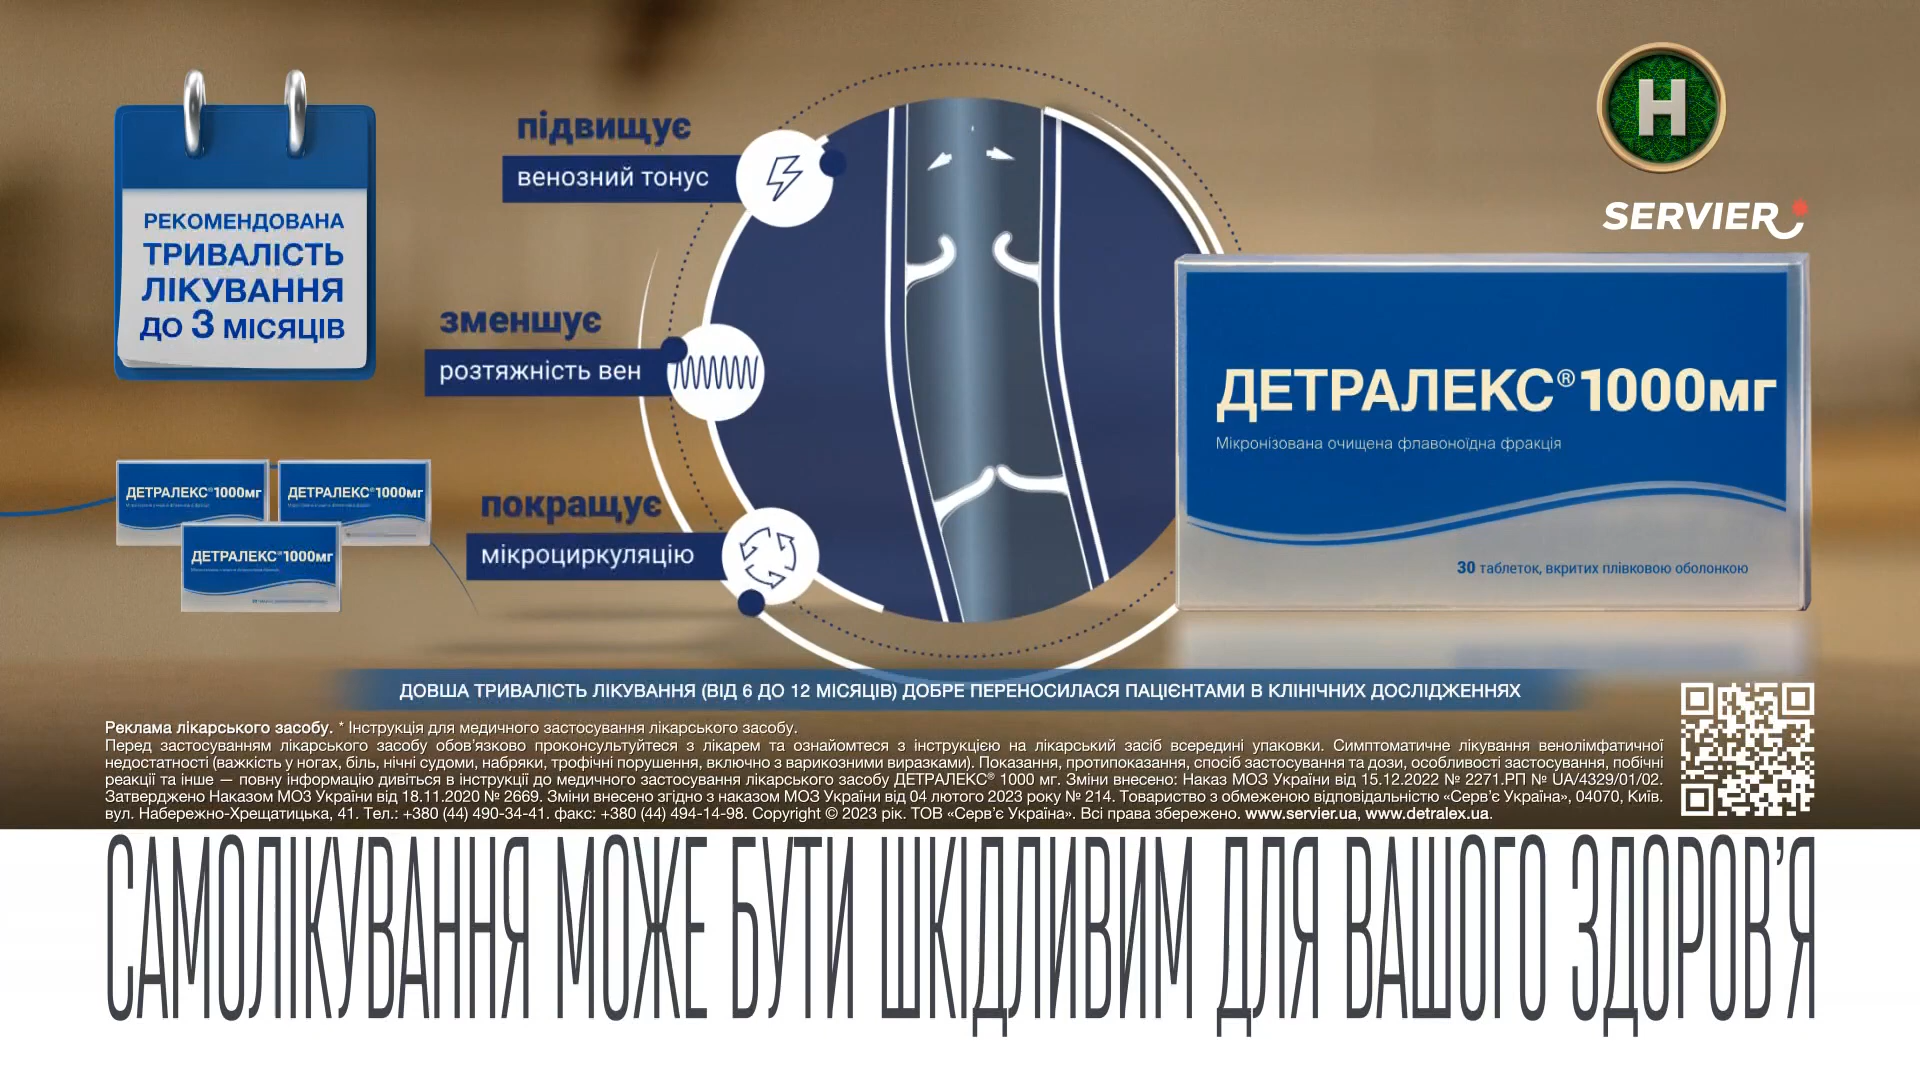 РЕКОМЕНДОВАНА
ТРИВАЛІСТЬ
ЛІКУВАННЯ
ДО 3 МІСЯЦІВ
підвищує
венозний тонус
зменшує
розтяжність вен
покращує
мікроциркуляцію
H
SERVIER
ДЕТРАЛЕКС® 1000мг
Мікронізована очищена флавоноїдна фракція
30 таблеток, вкритих плівковою оболонкою
ДЕТРАЛЕКС® 1000мг
ДЕТРАЛЕКС® 1000мг
ДЕТРАЛЕКС® 1000мг
ДОВША ТРИВАЛІСТЬ ЛІКУВАННЯ (ВІД 6 ДО 12 МІСЯЦІВ) ДОБРЕ ПЕРЕНОСИЛАСЯ ПАЦІЄНТАМИ В КЛІНІЧНИХ ДОСЛІДЖЕННЯХ
Реклама лікарського засобу. * Інструкція для медичного застосування лікарського засобу.
Перед застосуванням лікарського засобу обов'язково проконсультуйтеся з лікарем та ознайомтеся з інструкцією на лікарський засіб всередині упаковки. Симптоматичне лікування венолімфатичної
недостатності (важкість у ногах, біль, нічні судоми, набряки, трофічні порушення, включно з варикозними виразками). Показання, протипоказання, спосіб застосування та дози, особливості застосування, побічні
реакції та інше — повну інформацію дивіться в інструкції до медичного застосування лікарського засобу ДЕТРАЛЕКС® 1000 мг. Зміни внесено: Наказ МОЗ України від 15.12.2022 № 2271.РП № UA/4329/01/02.
Затверджено Наказом МОЗ України від 18.11.2020 № 2669. Зміни внесено згідно з наказом МОЗ України від 04 лютого 2023 року № 214. Товариство з обмеженою відповідальністю «Серв'є Україна», 04070, Київ.
вул. Набережно-Хрещатицька, 41. Тел.: +380 (44) 490-34-41. факс: +380 (44) 494-14-98. Copyright © 2023 рік. ТОВ «Серв'є Україна». Всі права збережено. www.servier.ua, www.detralex.ua.
САМОЛІКУВАННЯ МОЖЕ БУТИ ШКІДЛИВИМ ДЛЯ ВАШОГО ЗДОРОВ'Я